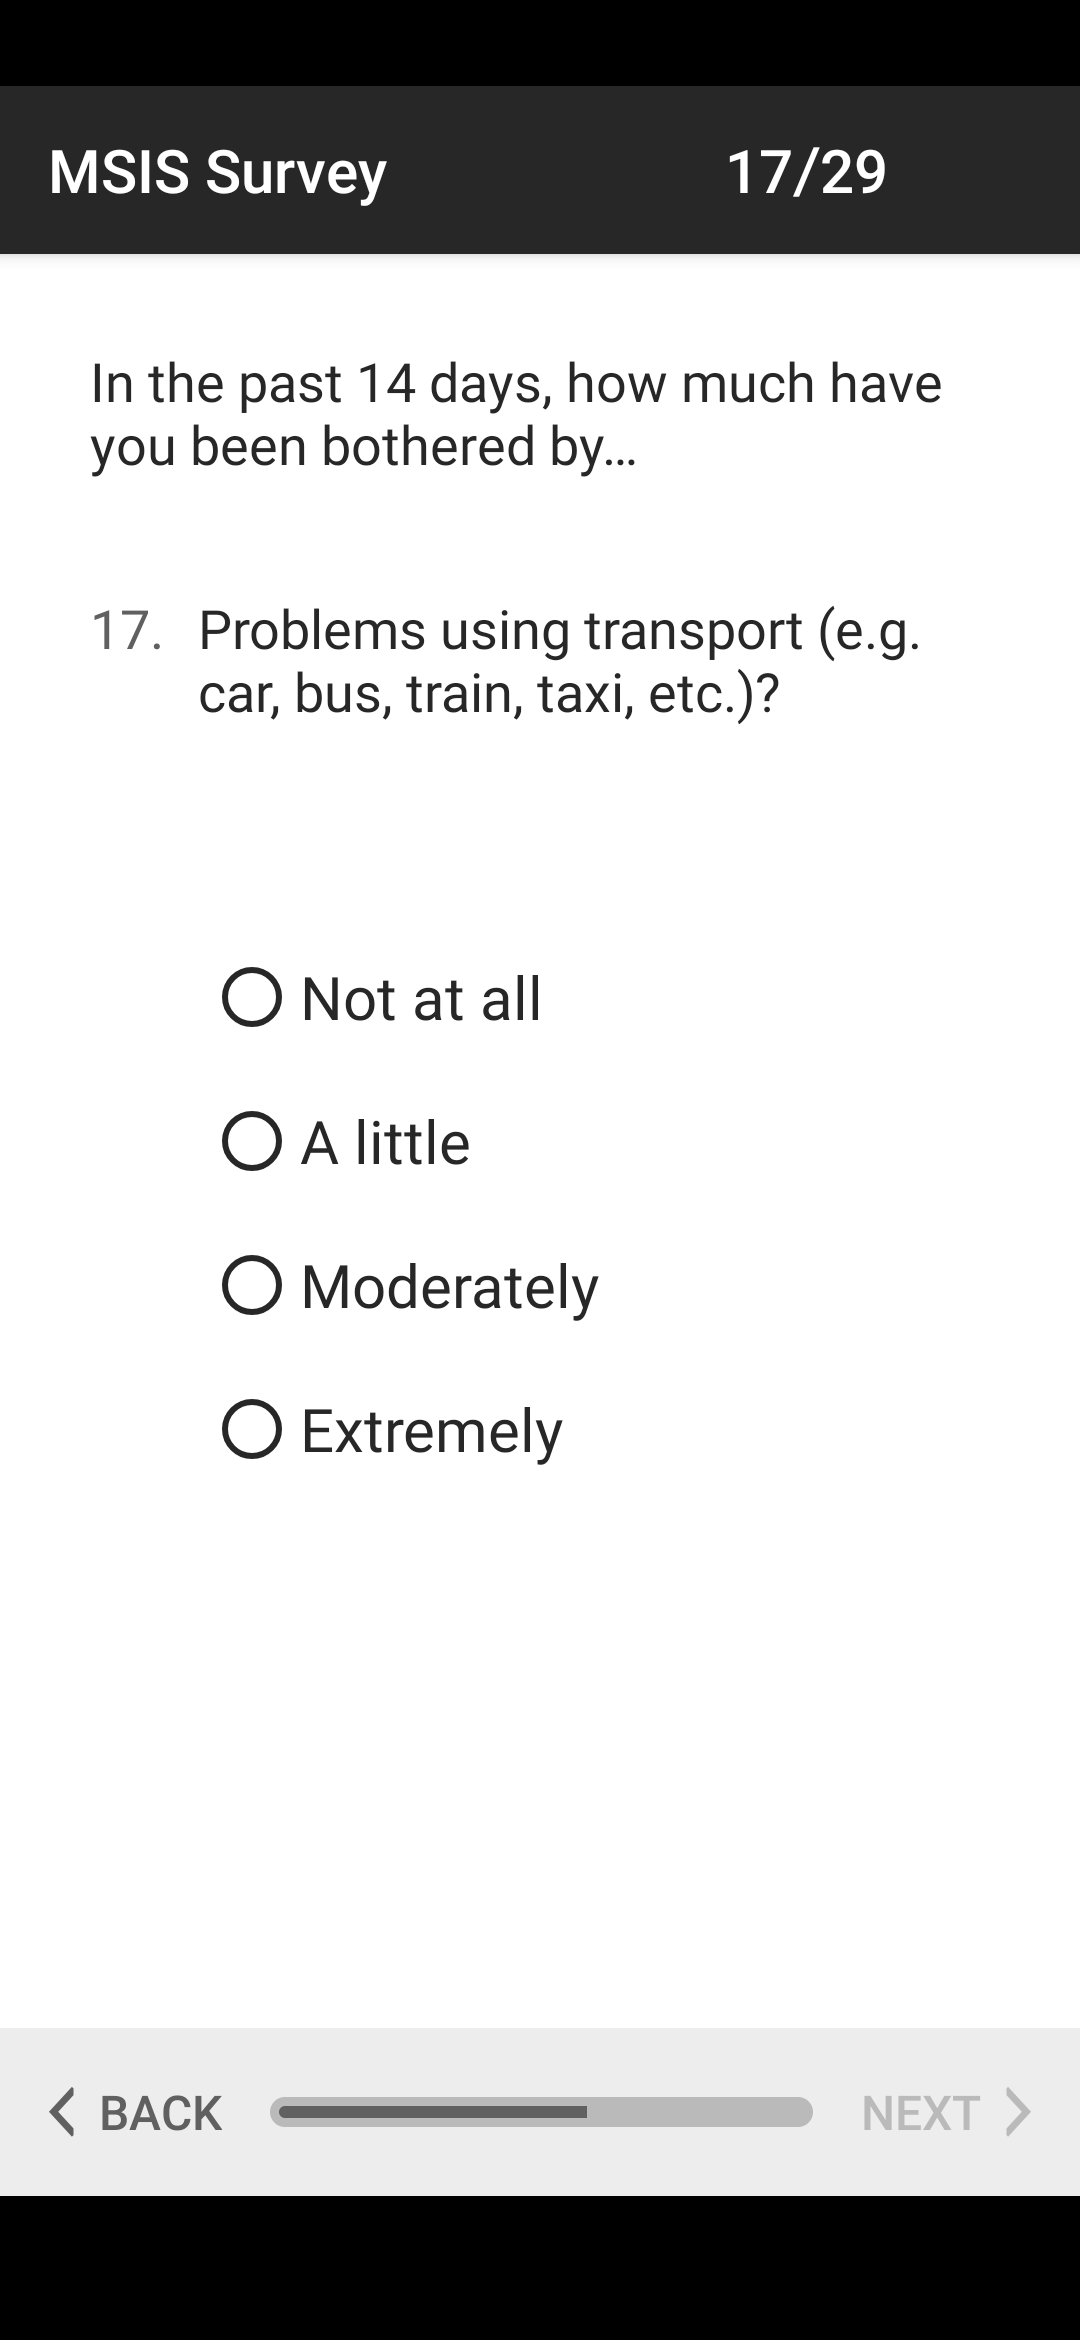 MSIS Survey 17/29
In the past 14 days, how much have
you been bothered by...
17. Problems using transport (e.g.
car, bus, train, taxi, etc.)?
Not at all
A little
Moderately
Extremely
BACK NEXT